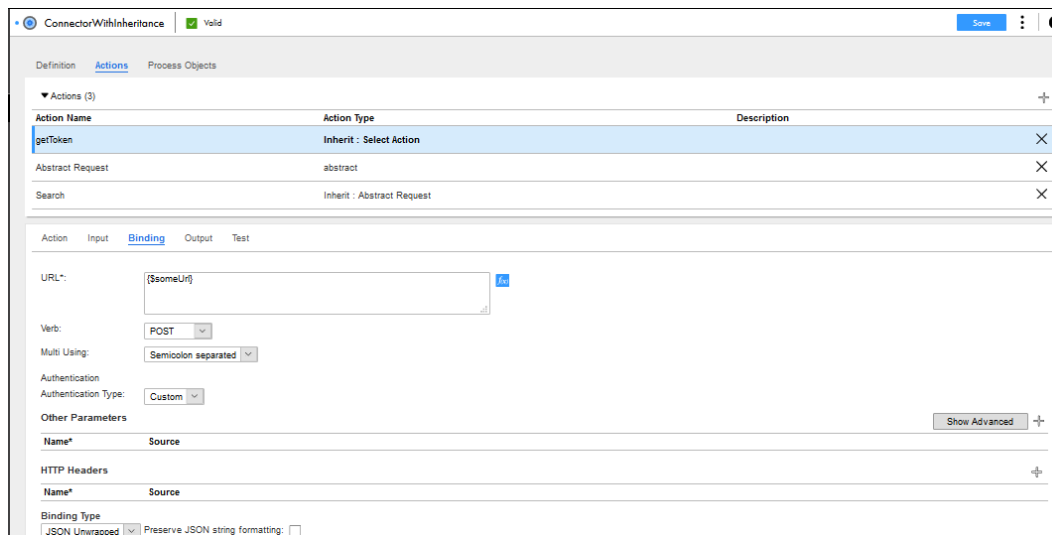 ConnectorWithInheritance Valid Save
Definition Actions Process Objects
Actions (3)
Action Name Action Type Description
getToken Inherit : Select Action
Abstract Request abstract
Search Inherit : Abstract Request
Action Input Binding Output Test
URL*: {$someUrl}
Verb: POST
Multi Using: Semicolon separated
Authentication
Authentication Type: Custom
Other Parameters Show Advanced
Name* Source
HTTP Headers
Name* Source
Binding Type
JSON Unwrapped Preserve JSON string formatting: